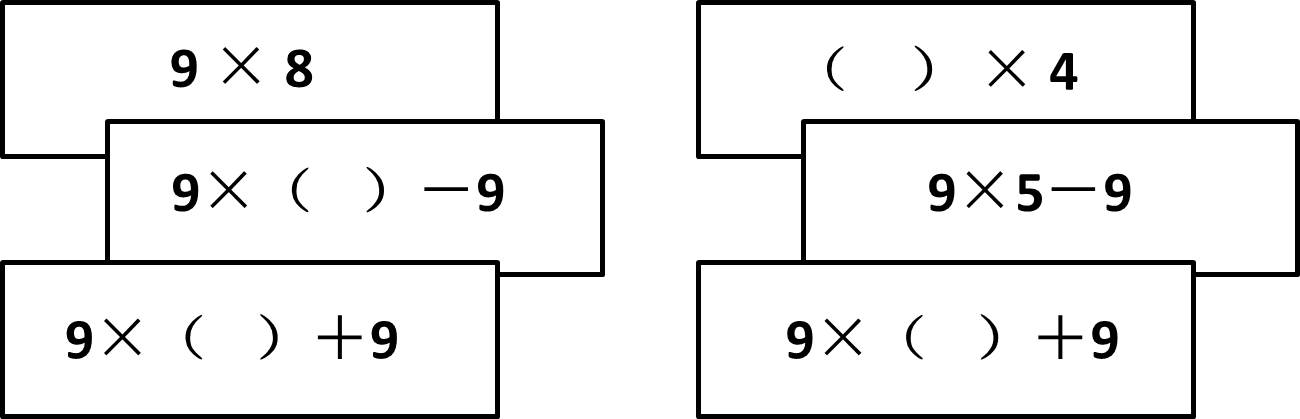 9 × 8
9×（ ）－9
9×（ ）＋9
（ ） ×4
9×5－9
9×（ ）＋9